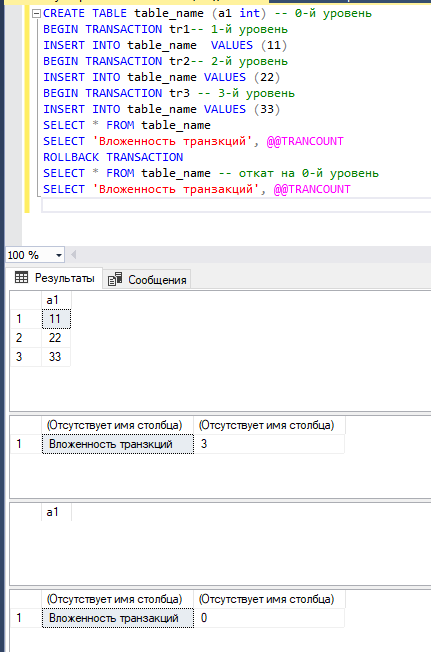 CREATE TABLE table_name (a1 int) -- 0-й уровень
BEGIN TRANSACTION tr1-- 1-й уровень
INSERT INTO table_name  VALUES (11)
BEGIN TRANSACTION tr2-- 2-й уровень
INSERT INTO table_name VALUES (22)
BEGIN TRANSACTION tr3 -- 3-й уровень
INSERT INTO table_name VALUES (33)
SELECT * FROM table_name
SELECT 'Вложенность транзкций', @@TRANCOUNT
ROLLBACK TRANSACTION
SELECT * FROM table_name -- откат на 0-й уровень
SELECT 'Вложенность транзакций', @@TRANCOUNT
100 %
Результаты Сообщения
a1
1 11
2 22
3 33
(Отсутствует имя столбца) (Отсутствует имя столбца)
1 Вложенность транзкций 3
a1
(Отсутствует имя столбца) (Отсутствует имя столбца)
1 Вложенность транзакций 0